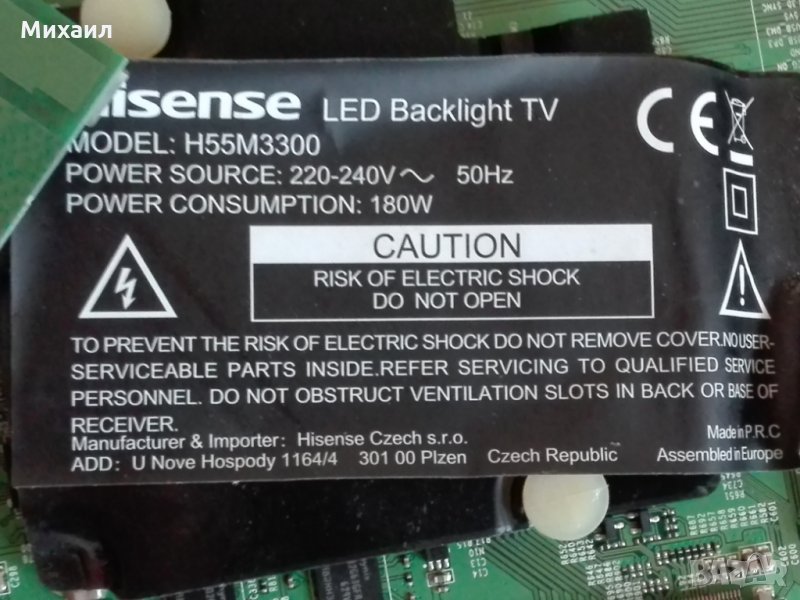 Михаил
Hisense LED Backlight TV
MODEL: H55M3300
POWER SOURCE: 220-240V～ 50Hz
POWER CONSUMPTION: 180W
CE
CAUTION
RISK OF ELECTRIC SHOCK
DO NOT OPEN
TO PREVENT THE RISK OF ELECTRIC SHOCK DO NOT REMOVE COVER.NO USER-
SERVICEABLE PARTS INSIDE.REFER SERVICING TO QUALIFIED SERVICE
PERSONNEL. DO NOT OBSTRUCT VENTILATION SLOTS IN BACK OR BASE OF
RECEIVER.
Manufacturer & Importer: Hisense Czech s.r.o.
Made in P.R.C
ADD: U Nove Hospody 1164/4 301 00 Plzen Czech Republic
Assembled in Europe
BAZAR